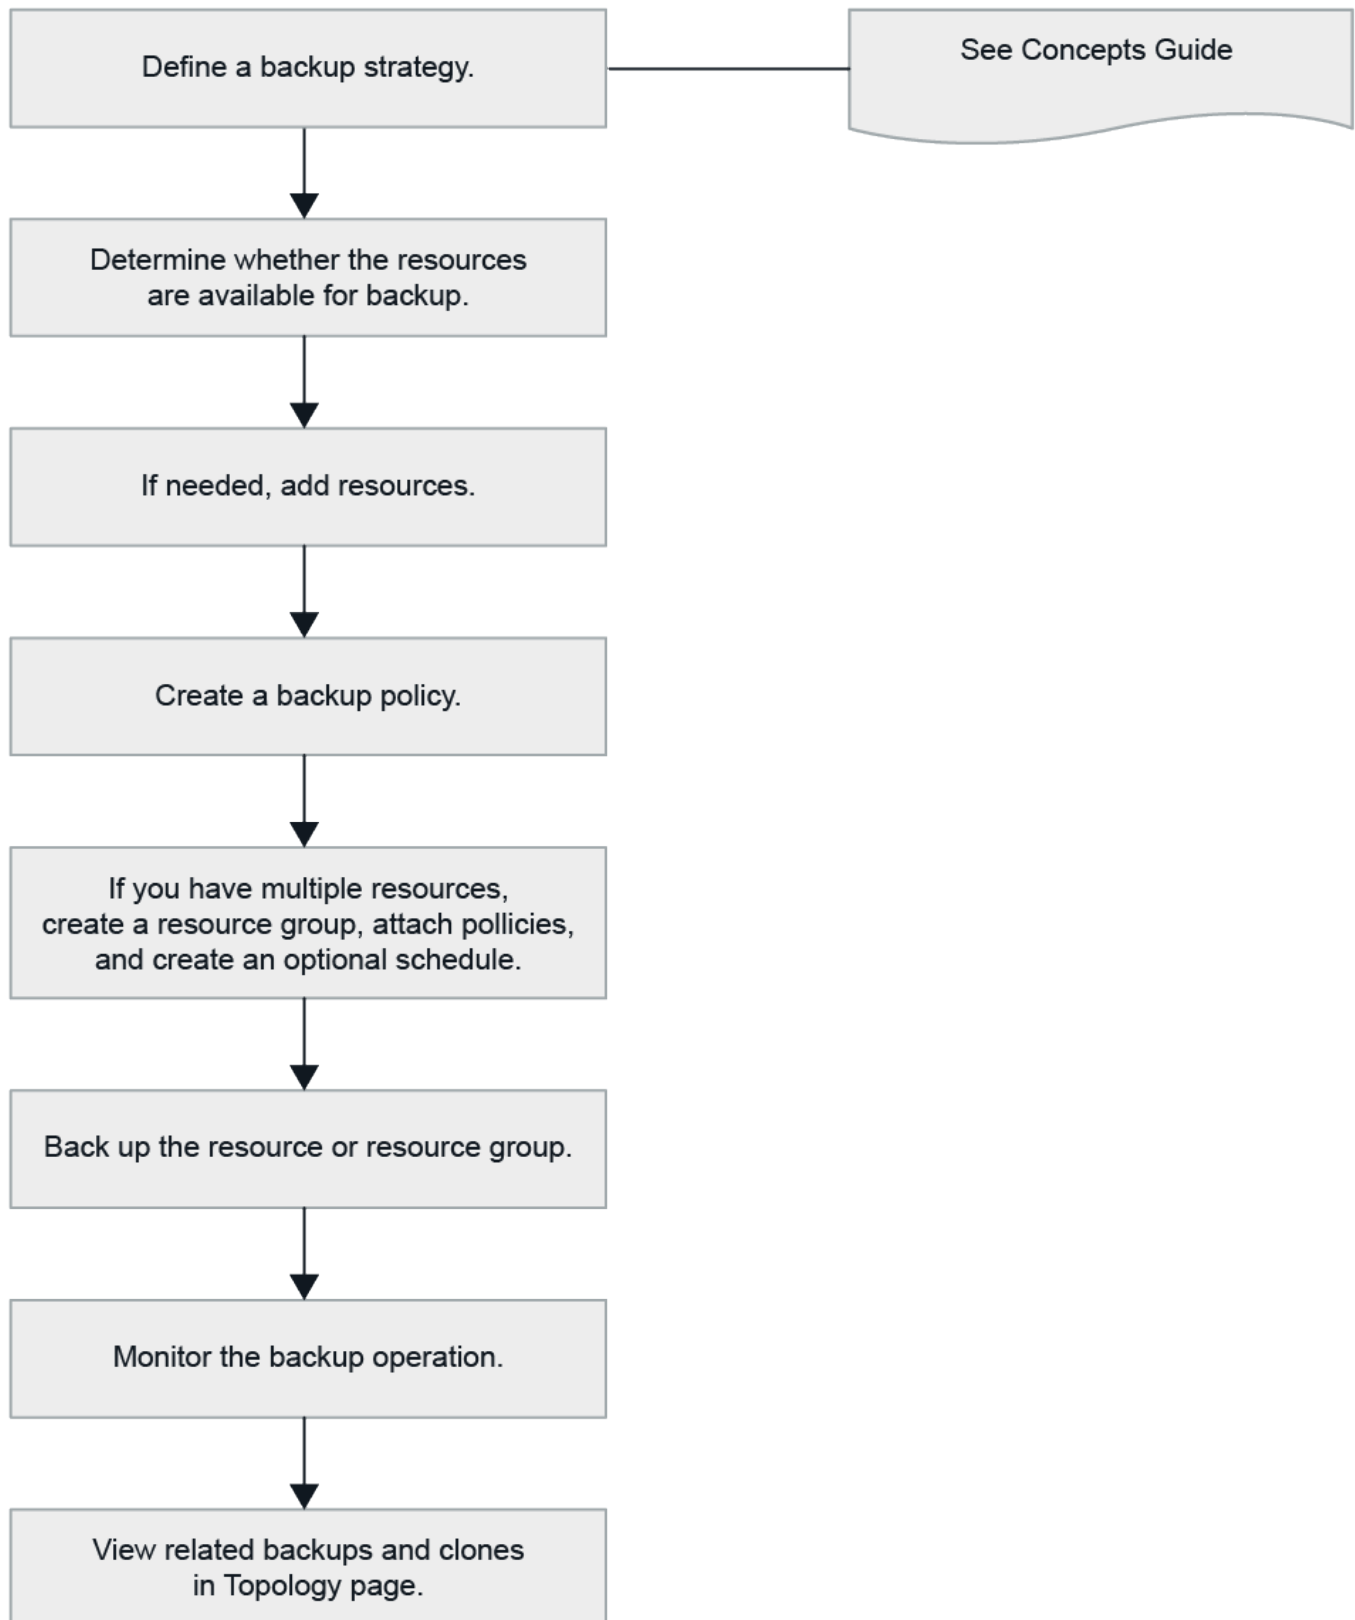 Define a backup strategy.
See Concepts Guide
Determine whether the resources
are available for backup.
If needed, add resources.
Create a backup policy.
If you have multiple resources,
create a resource group, attach pollicies,
and create an optional schedule.
Back up the resource or resource group.
Monitor the backup operation.
View related backups and clones
in Topology page.